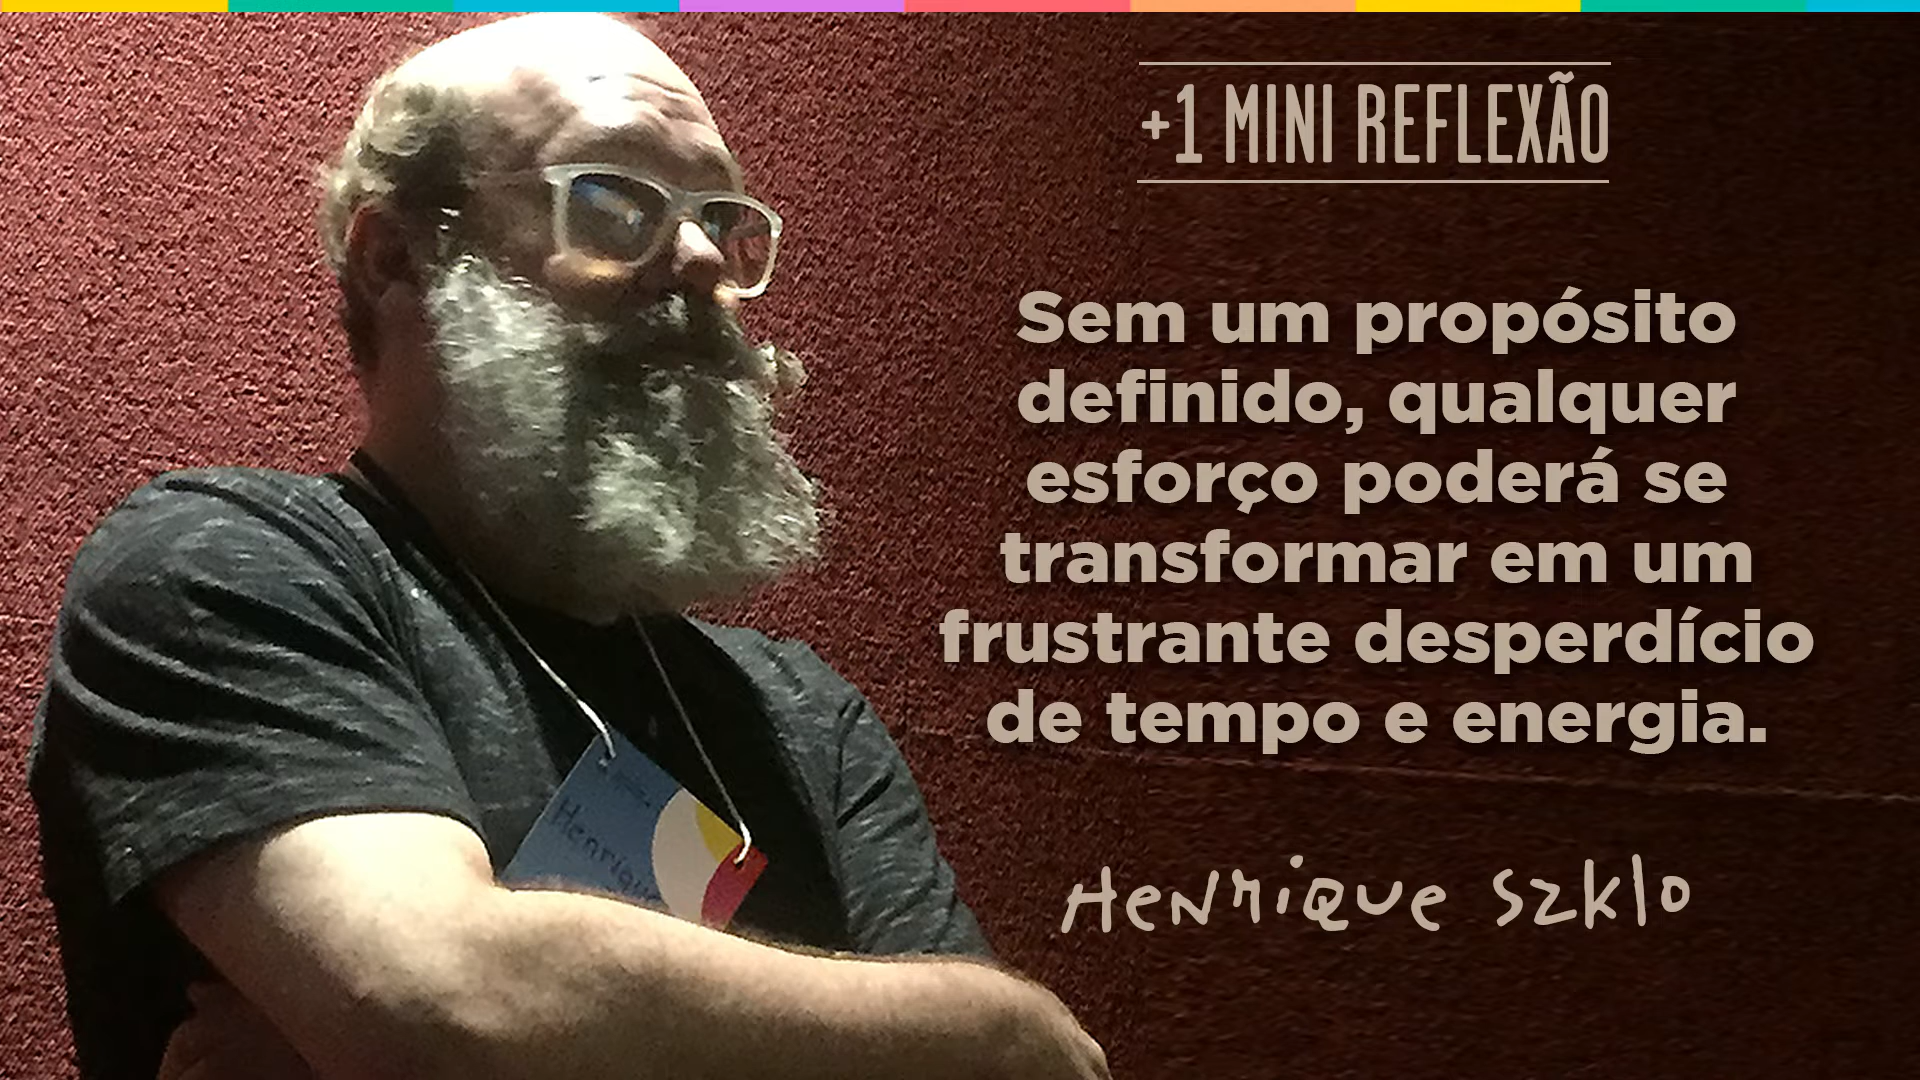 +1 MINI REFLEXÃO
Sem um propósito
definido, qualquer
esforço poderá se
transformar em um
frustrante desperdício
de tempo e energia.
Henrique Szklo
Henrique